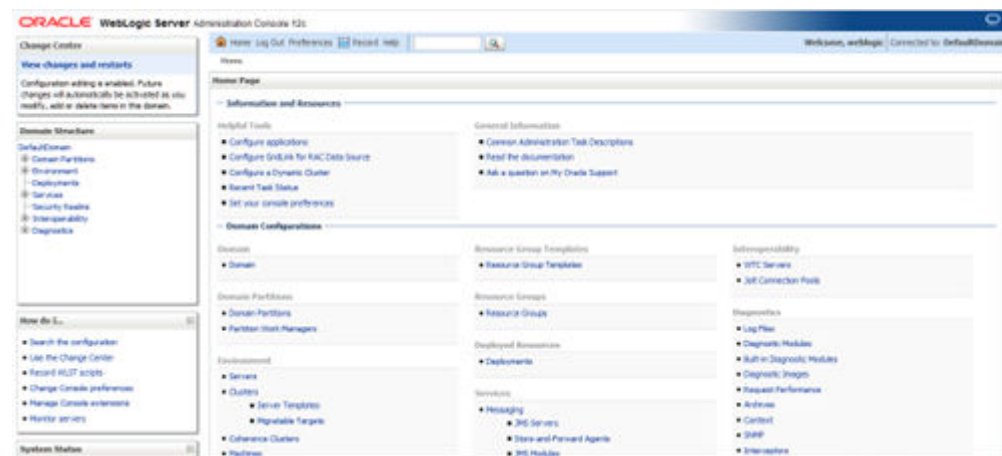 ORACLE WebLogic Server Administration Console 12c
Change Center
View changes and restarts
Configuration editing is enabled. Future
changes will automatically be activated as you
modify, add or delete items in this domain.
Domain Structure
DefaultDomain
Domain Partitions
Environment
Deployments
Services
Security Realms
Interoperability
Diagnostics
How do I...
Search the configuration
Use the Change Center
Record WLST scripts
Change Console preferences
Manage Console extensions
Monitor servers
System Status
Home Log Out Preferences Record Help
Welcome, weblogic Connected to: DefaultDomain
Home
Home Page
Information and Resources
Helpful Tools
Configure applications
Configure GridLink for RAC Data Source
Configure a Dynamic Cluster
Recent Task Status
Set your console preferences
General Information
Common Administration Task Descriptions
Read the documentation
Ask a question on My Oracle Support
Domain Configurations
Domain
Domain
Domain Partitions
Domain Partitions
Partition Work Managers
Environment
Servers
Clusters
Server Templates
Migratable Targets
Coherence Clusters
Machines
Resource Group Templates
Resource Group Templates
Resource Groups
Resource Groups
Deployed Resources
Deployments
Services
Messaging
JMS Servers
Store-and-Forward Agents
JMS Modules
Interoperability
WTC Servers
Jolt Connection Pools
Diagnostics
Log Files
Diagnostic Modules
Built-in Diagnostic Modules
Diagnostic Images
Request Performance
Archives
Context
SNMP
Interceptors